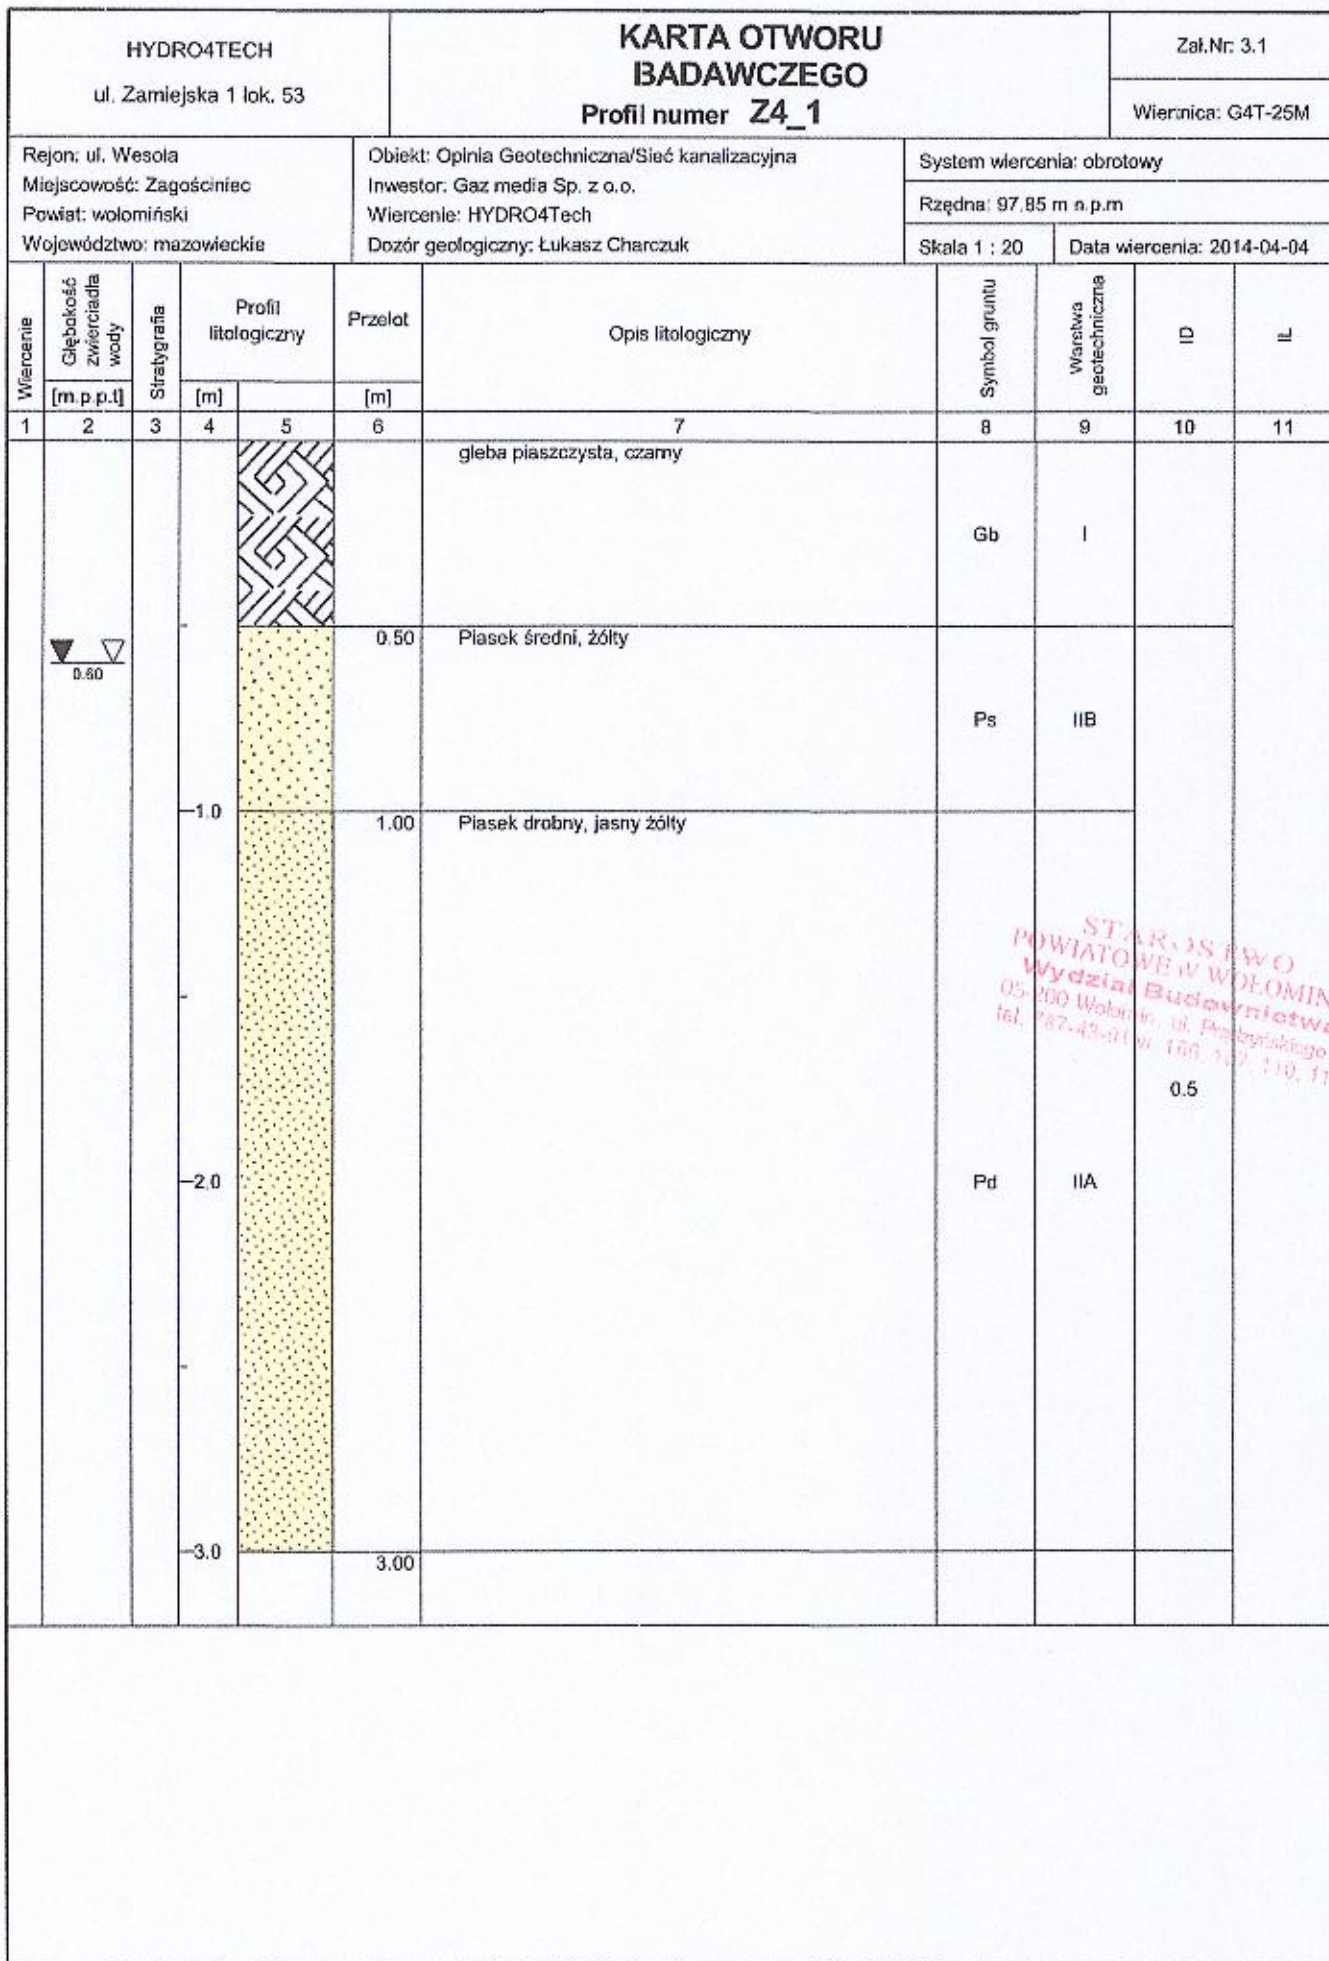 HYDRO4TECH
ul. Zamiejska 1 lok. 53
KARTA OTWORU
BADAWCZEGO
Profil numer Z4_1
Zał.Nr: 3.1
Wiertnica: G4T-25M
Rejon: ul. Wesoła
Miejscowość: Zagościniec
Powiat: wołomiński
Województwo: mazowieckie
Obiekt: Opinia Geotechniczna/Sieć kanalizacyjna
Inwestor: Gaz media Sp. z o.o.
Wiercenie: HYDRO4Tech
Dozór geologiczny: Łukasz Charczuk
System wiercenia: obrotowy
Rzędna: 97,85 m n.p.m
Skala 1 : 20
Data wiercenia: 2014-04-04
Wiercenie
Głębokość
zwierciadła
wody
[m.p.p.t]
Stratygrafia
Profil
litologiczny
[m]
Przelot
[m]
Opis litologiczny
Symbol gruntu
Warstwa
geotechniczna
ID
IL
1 2 3 4 5 6 7 8 9 10 11
gleba piaszczysta, czarny
Gb I
0.50 Piasek średni, żółty
0.60
Ps IIB
1.0
1.00 Piasek drobny, jasny żółty
STAROSTWO
POWIATOWE W WOŁOMIN
Wydział Budownictwa
05-200 Wołomin, ul.
tel. 787-43-01 w.
0.5
2.0
Pd IIA
3.0
3.00